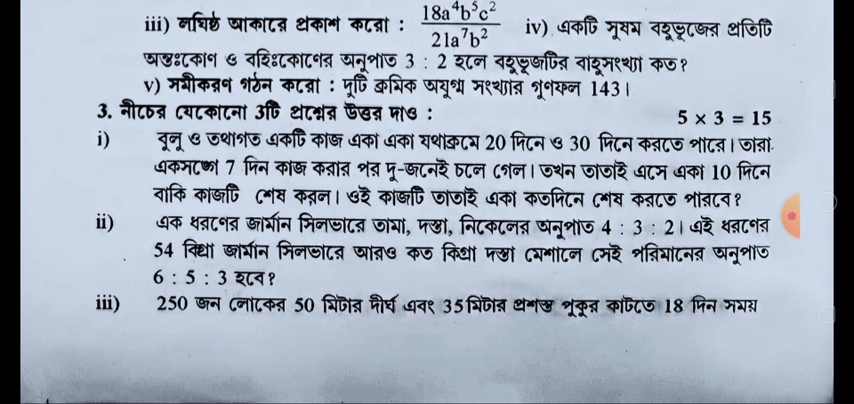 iii) লঘিষ্ঠ আকারে প্রকাশ করো : 18a⁴b⁵c² / 21a⁷b² iv) একটি সুষম বহুভুজের প্রতিটি
অন্তঃকোণ ও বহিঃকোণের অনুপাত 3 : 2 হলে বহুভুজটির বাহুসংখ্যা কত?
v) সমীকরণ গঠন করো : দুটি ক্রমিক অযুগ্ম সংখ্যার গুণফল 143।
3. নীচের যেকোনো 3টি প্রশ্নের উত্তর দাও : 5 × 3 = 15
i) বুলু ও তথাগত একটি কাজ একা একা যথাক্রমে 20 দিনে ও 30 দিনে করতে পারে। তারা
একসঙ্গে 7 দিন কাজ করার পর দু-জনেই চলে গেল। তখন তাতাই এসে একা 10 দিনে
বাকি কাজটি শেষ করল। ওই কাজটি তাতাই একা কতদিনে শেষ করতে পারবে?
ii) এক ধরণের জার্মান সিলভারে তামা, দস্তা, নিকেলের অনুপাত 4 : 3 : 2। এই ধরণের
54 কিগ্রা জার্মান সিলভারে আরও কত কিগ্রা দস্তা মেশালে সেই পরিমানের অনুপাত
6 : 5 : 3 হবে?
iii) 250 জন লোকের 50 মিটার দীর্ঘ এবং 35মিটার প্রশস্ত পুকুর কাটতে 18 দিন সময়